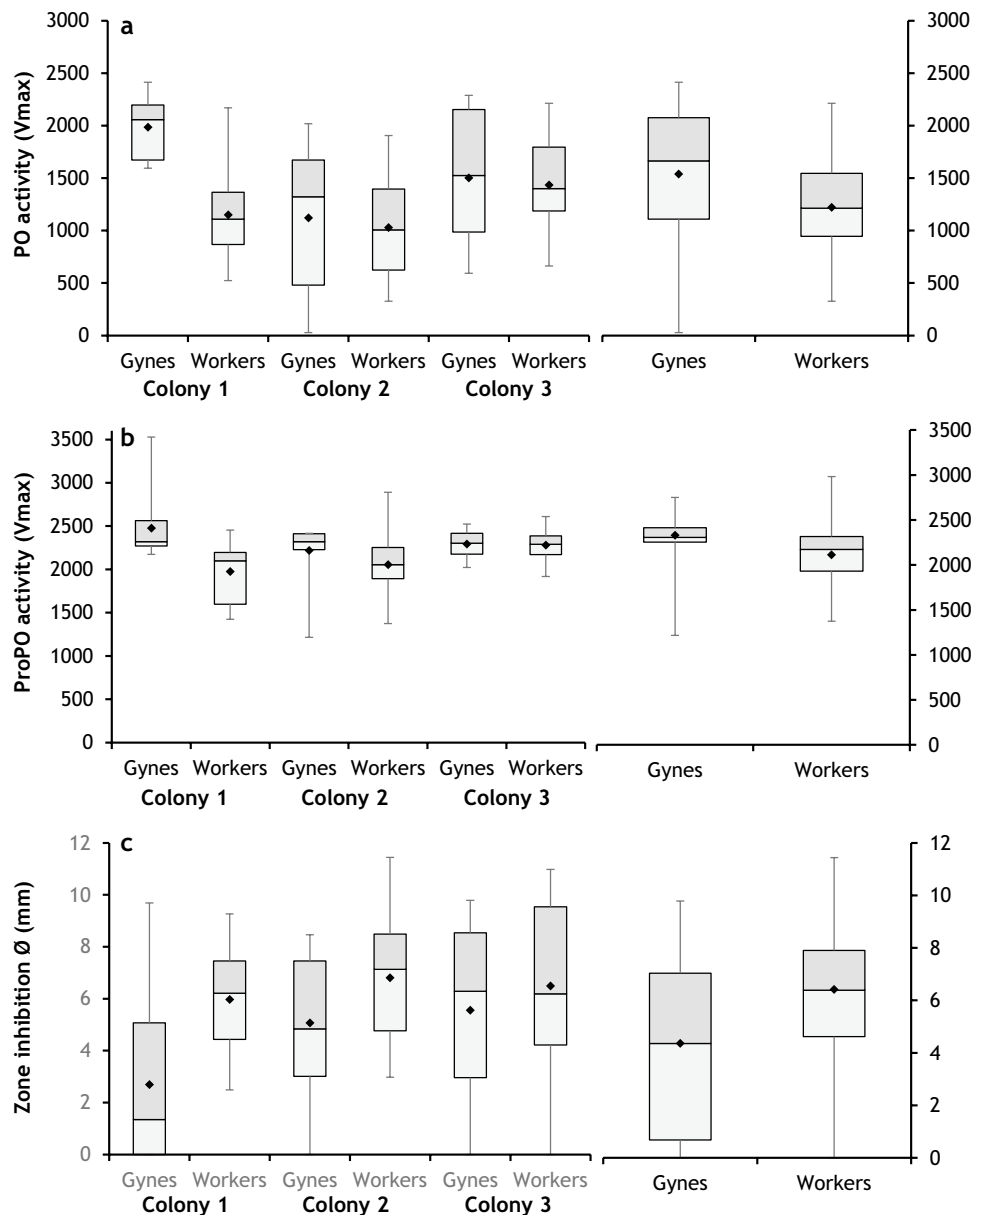 a
PO activity (Vmax)
3000 3000
2500 2500
2000 2000
1500 1500
1000 1000
500 500
0 0
Gynes Workers Gynes Workers Gynes Workers Gynes Workers
Colony 1 Colony 2 Colony 3
b
ProPO activity (Vmax)
3500 3500
3000 3000
2500 2500
2000 2000
1500 1500
1000 1000
500 500
0 0
Gynes Workers Gynes Workers Gynes Workers Gynes Workers
Colony 1 Colony 2 Colony 3
c
Zone inhibition Ø (mm)
12 12
10 10
8 8
6 6
4 4
2 2
0 0
Gynes Workers Gynes Workers Gynes Workers Gynes Workers
Colony 1 Colony 2 Colony 3